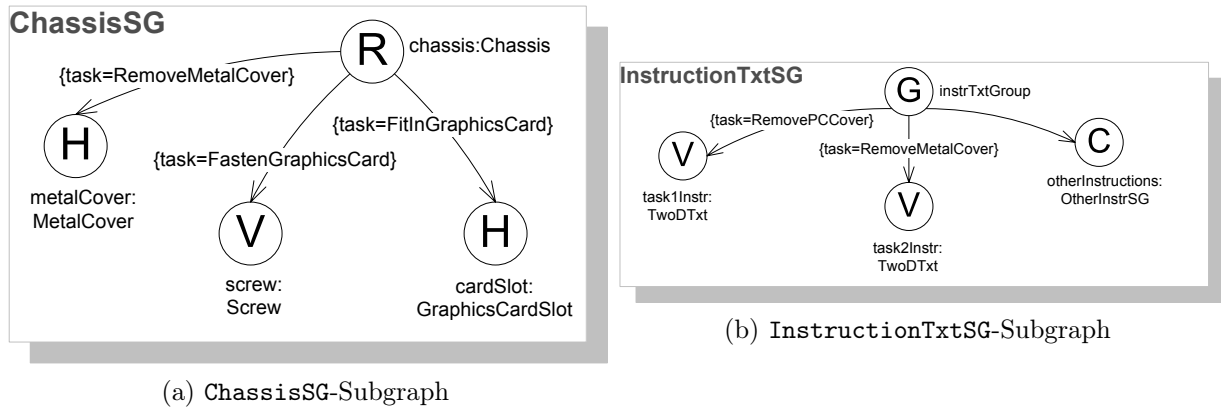 ChassisSG
R
chassis:Chassis
{task=RemoveMetalCover}
{task=FitInGraphicsCard}
H
{task=FastenGraphicsCard}
metalCover:
MetalCover
V
H
screw:
Screw
cardSlot:
GraphicsCardSlot
(a) ChassisSG-Subgraph
InstructionTxtSG
G
instrTxtGroup
{task=RemovePCCover}
V
{task=RemoveMetalCover}
C
task1Instr:
TwoDTxt
otherInstructions:
OtherInstrSG
V
task2Instr:
TwoDTxt
(b) InstructionTxtSG-Subgraph